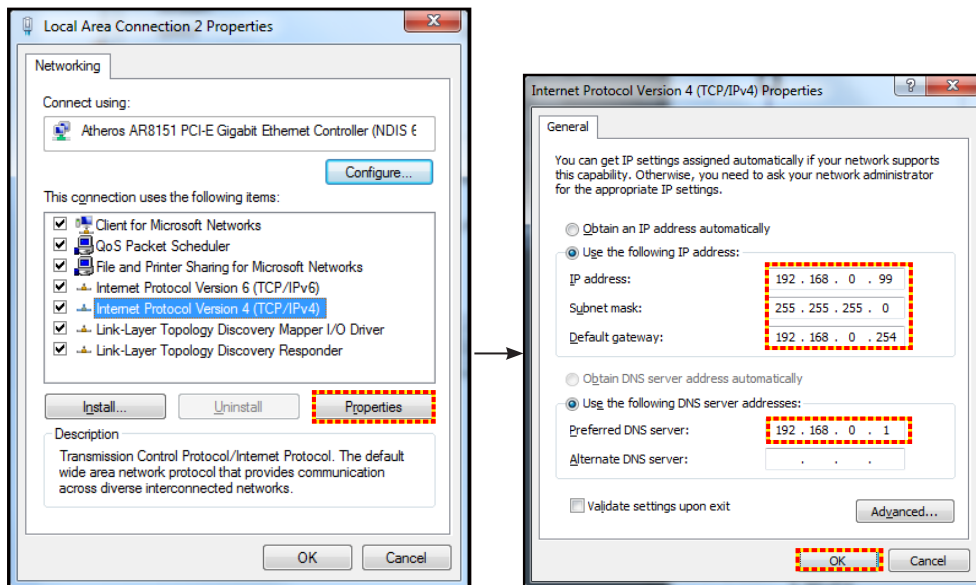 Local Area Connection 2 Properties
Networking
Connect using:
Atheros AR8151 PCI-E Gigabit Ethernet Controller (NDIS 6
Configure...
This connection uses the following items:
Client for Microsoft Networks
QoS Packet Scheduler
File and Printer Sharing for Microsoft Networks
Internet Protocol Version 6 (TCP/IPv6)
Internet Protocol Version 4 (TCP/IPv4)
Link-Layer Topology Discovery Mapper I/O Driver
Link-Layer Topology Discovery Responder
Install...
Uninstall
Properties
Description
Transmission Control Protocol/Internet Protocol. The default
wide area network protocol that provides communication
across diverse interconnected networks.
OK
Cancel
Internet Protocol Version 4 (TCP/IPv4) Properties
?
General
You can get IP settings assigned automatically if your network supports
this capability. Otherwise, you need to ask your network administrator
for the appropriate IP settings.
Obtain an IP address automatically
Use the following IP address:
IP address: 192 . 168 . 0 . 99
Subnet mask: 255 . 255 . 255 . 0
Default gateway: 192 . 168 . 0 . 254
Obtain DNS server address automatically
Use the following DNS server addresses:
Preferred DNS server: 192 . 168 . 0 . 1
Alternate DNS server: . . .
Validate settings upon exit
Advanced...
OK
Cancel